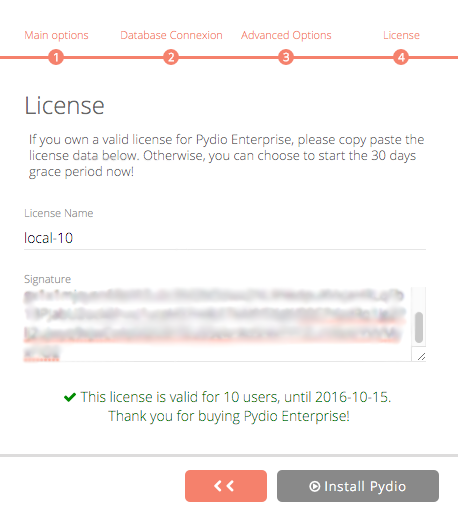 Main options Database Connexion Advanced Options License
1 2 3 4
License
If you own a valid license for Pydio Enterprise, please copy paste the
license data below. Otherwise, you can choose to start the 30 days
grace period now!
License Name
local-10
Signature
This license is valid for 10 users, until 2016-10-15.
Thank you for buying Pydio Enterprise!
Install Pydio